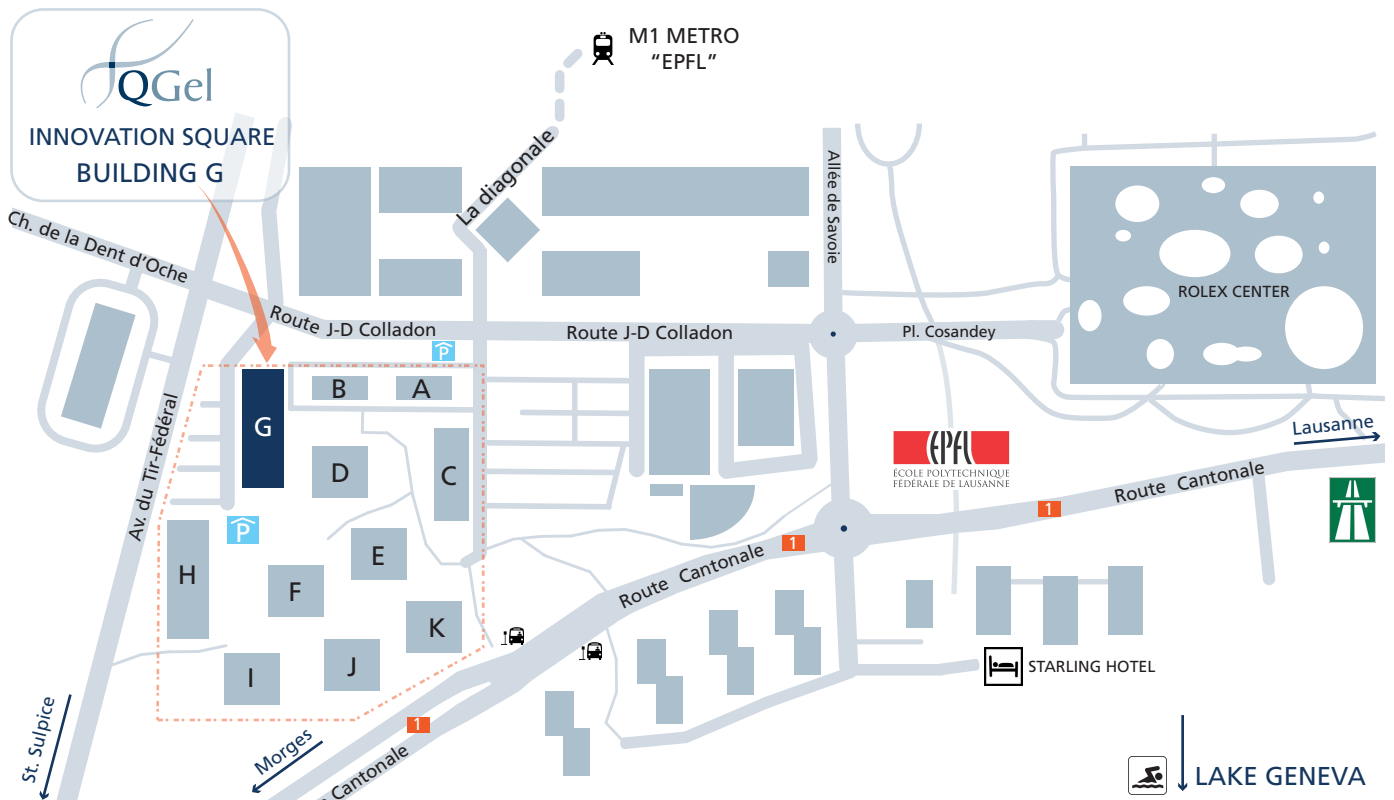 QGel
INNOVATION SQUARE
BUILDING G
M1 METRO
“EPFL”
La diagonale
Allée de Savoie
Ch. de la Dent d’Oche
Route J-D Colladon
Route J-D Colladon
Pl. Cosandey
ROLEX CENTER
P
B
A
G
D
C
Av. du Tir-Fédéral
P
H
E
F
K
I
J
EPFL
ÉCOLE POLYTECHNIQUE
FÉDÉRALE DE LAUSANNE
Lausanne
Route Cantonale
1
1
Route Cantonale
STARLING HOTEL
St. Sulpice
Morges
1
Cantonale
LAKE GENEVA